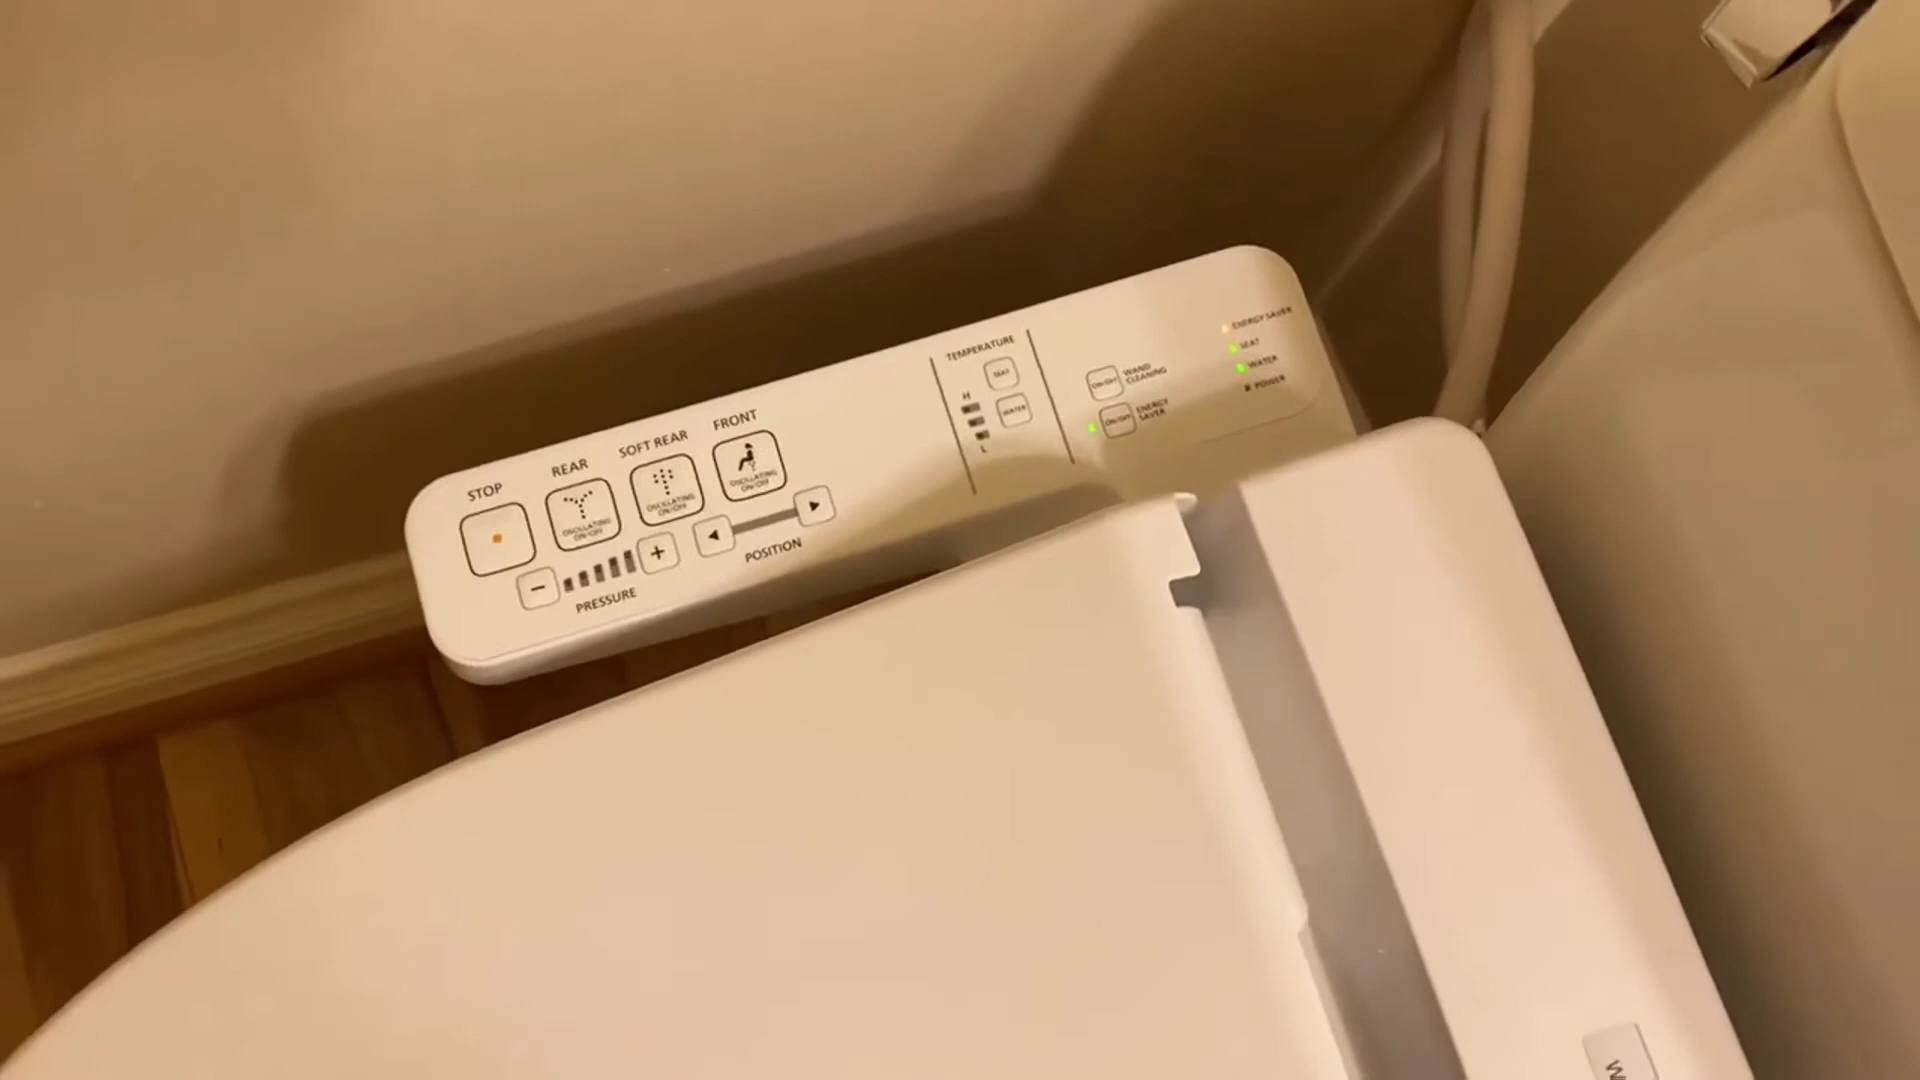 STOP
REAR
OSCILLATING
ON/OFF
SOFT REAR
OSCILLATING
ON/OFF
FRONT
OSCILLATING
ON/OFF
PRESSURE
POSITION
TEMPERATURE
SEAT
WATER
H
L
ON/OFF
WAND
CLEANING
ON/OFF
ENERGY
SAVER
ENERGY SAVER
SEAT
WATER
POWER
W